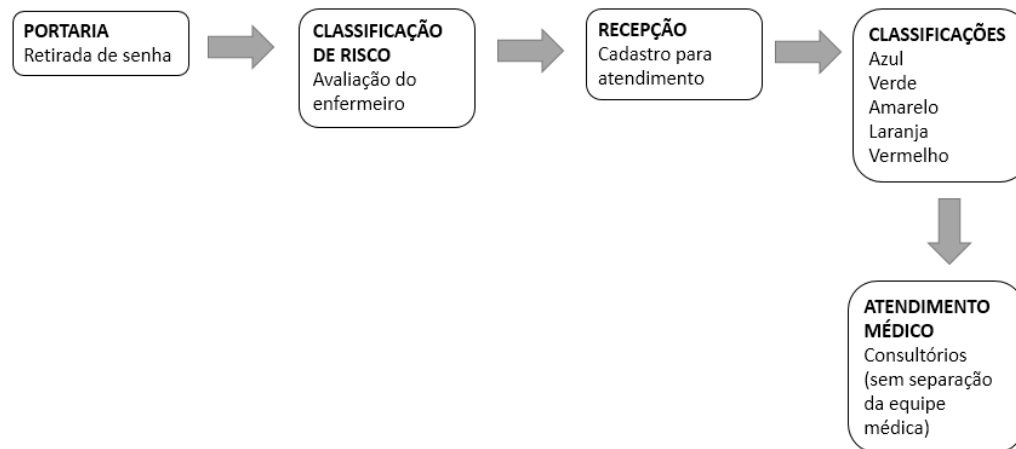 PORTARIA
Retirada de senha
CLASSIFICAÇÃO
DE RISCO
Avaliação do
enfermeiro
RECEPÇÃO
Cadastro para
atendimento
CLASSIFICAÇÕES
Azul
Verde
Amarelo
Laranja
Vermelho
ATENDIMENTO
MÉDICO
Consultórios
(sem separação
da equipe
médica)